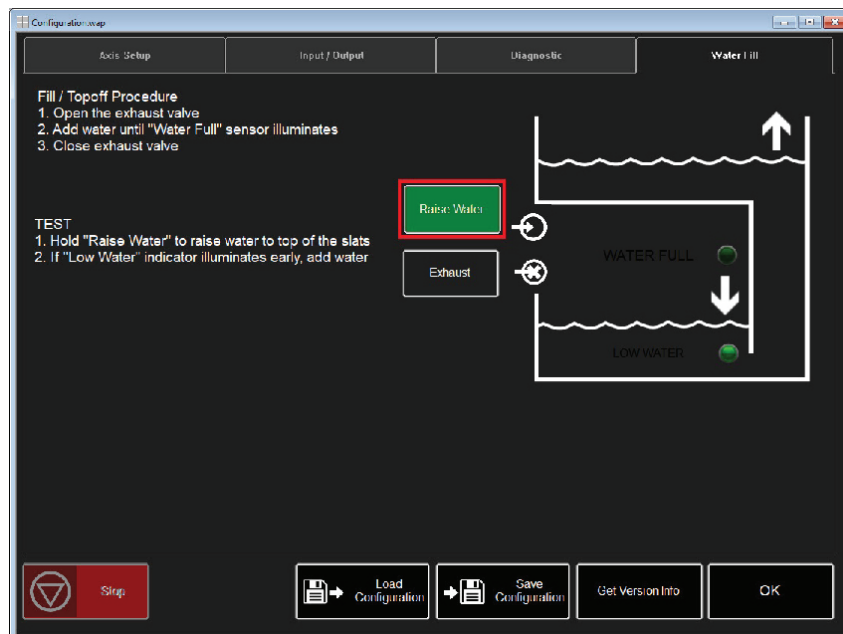 Configuration.wap
Axis Setup
Input / Output
Diagnostic
Water Fill
Fill / Topoff Procedure
1. Open the exhaust valve
2. Add water until "Water Full" sensor illuminates
3. Close exhaust valve
Raise Water
TEST
1. Hold "Raise Water" to raise water to top of the slats
2. If "Low Water" indicator illuminates early, add water
Exhaust
WATER FULL
LOW WATER
Stop
Load
Configuration
Save
Configuration
Get Version Info
OK